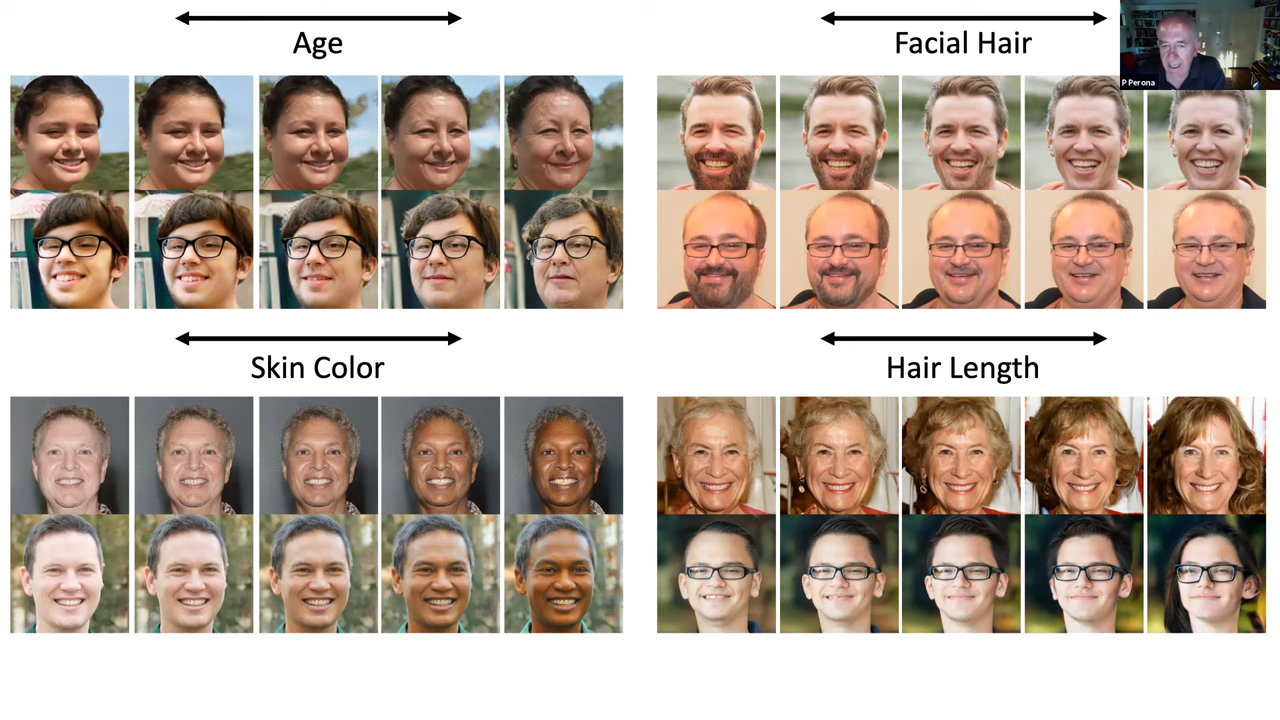 Age
Facial Hair
P Perona
Skin Color
Hair Length